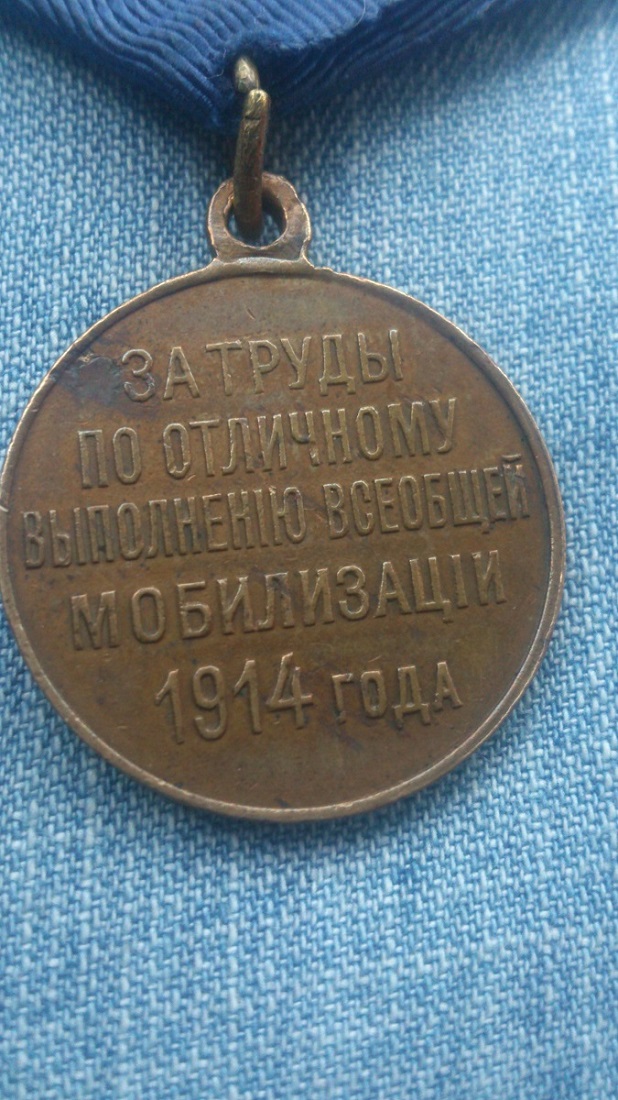 ЗА ТРУДЫ
ПО ОТЛИЧНОМУ
ВЫПОЛНЕНІЮ ВСЕОБЩЕЙ
МОБИЛИЗАЦІИ
1914 ГОДА